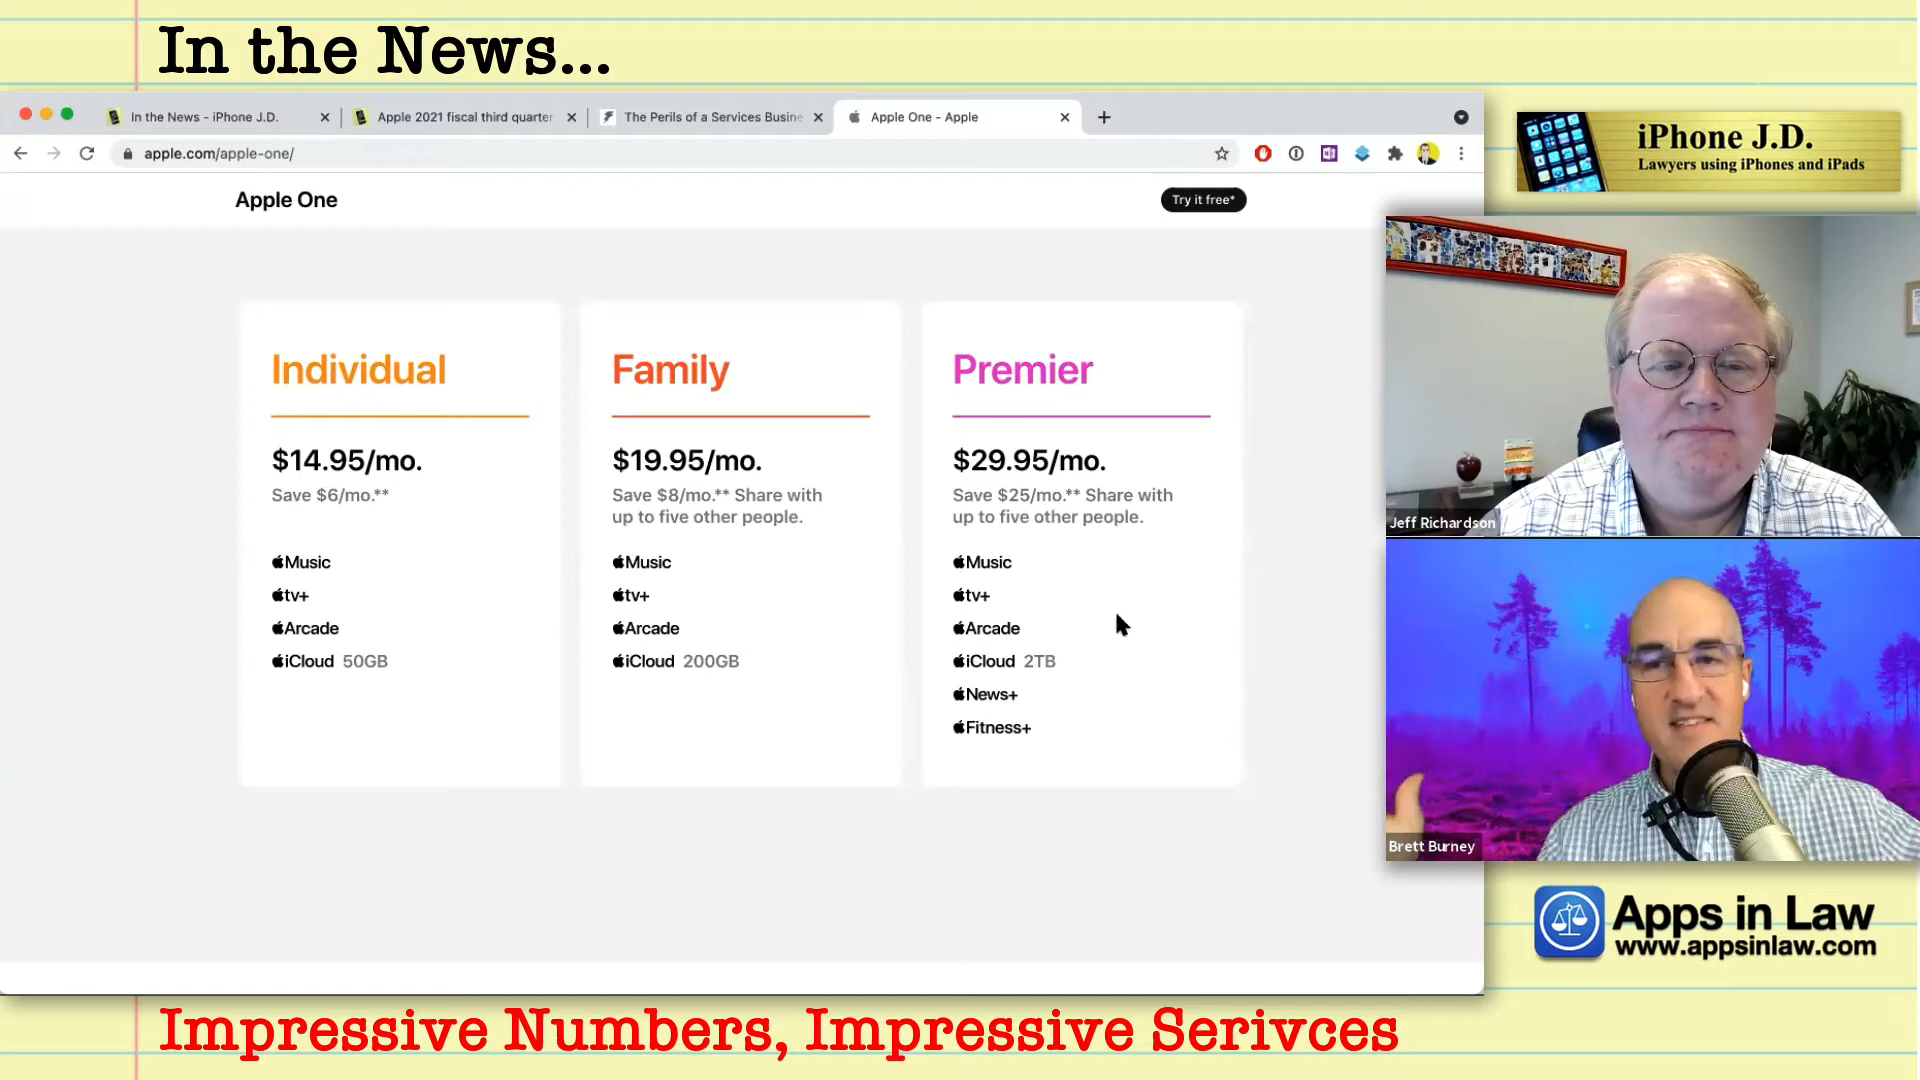 In the News...
In the News - iPhone J.D.
Apple 2021 fiscal third quarter
The Perils of a Services Busine
Apple One - Apple
apple.com/apple-one/
Apple One
Try it free*
Individual
$14.95/mo.
Save $6/mo.**
Music
tv+
Arcade
iCloud 50GB
Family
$19.95/mo.
Save $8/mo.** Share with
up to five other people.
Music
tv+
Arcade
iCloud 200GB
Premier
$29.95/mo.
Save $25/mo.** Share with
up to five other people.
Music
tv+
Arcade
iCloud 2TB
News+
Fitness+
iPhone J.D.
Lawyers using iPhones and iPads
Jeff Richardson
Brett Burney
Apps in Law
www.appsinlaw.com
Impressive Numbers, Impressive Serivces